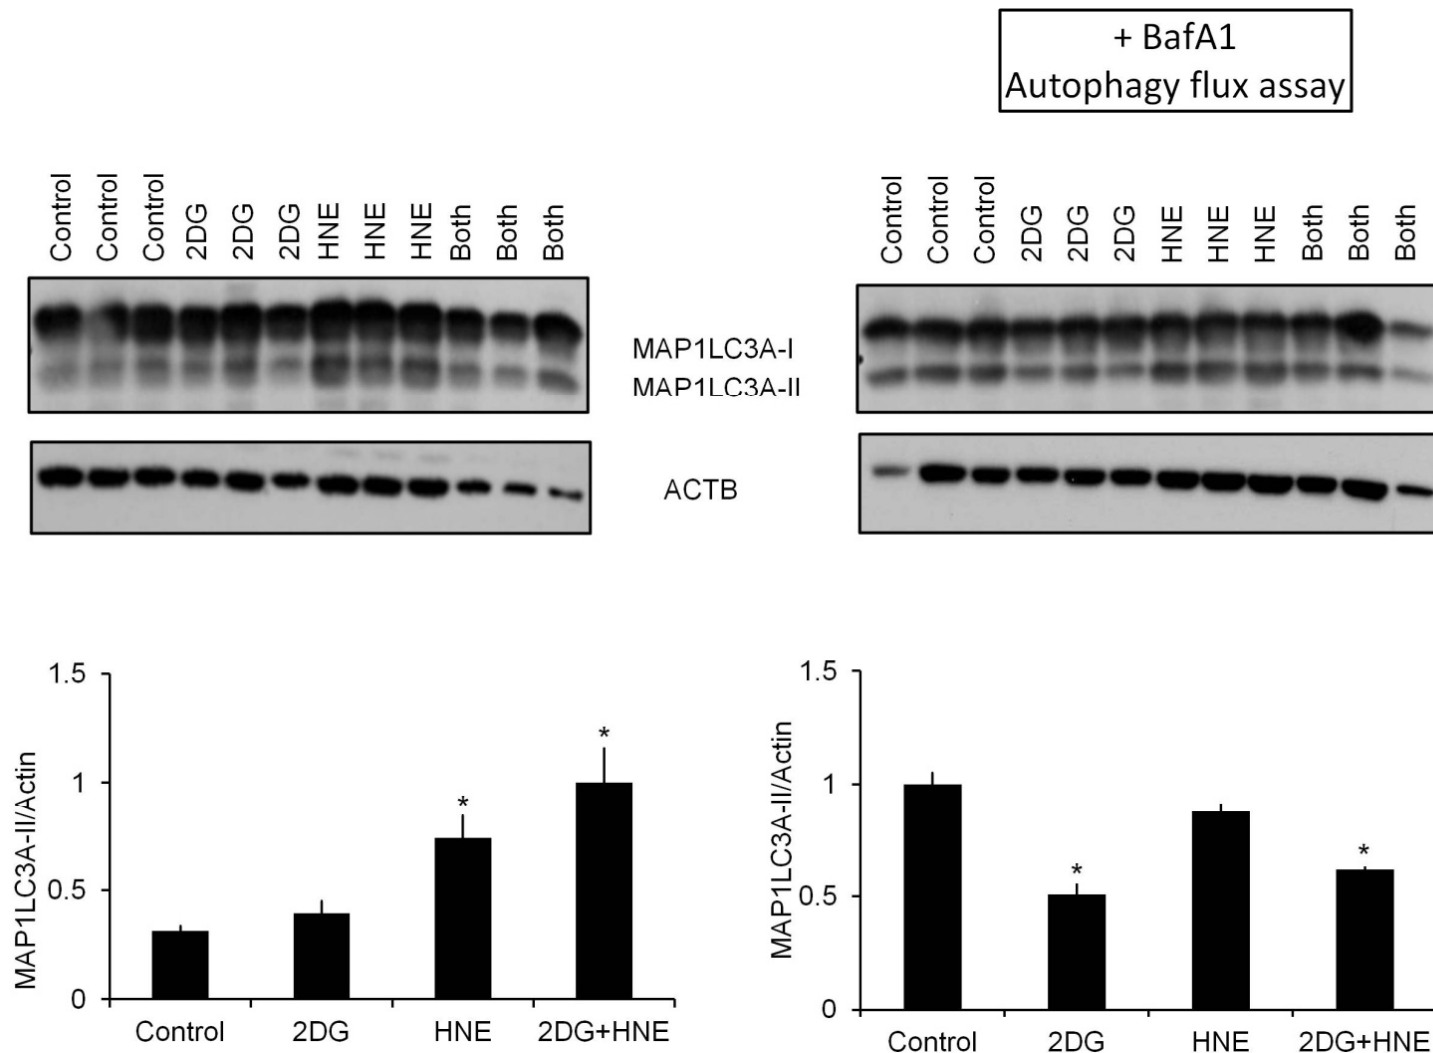 + BafA1
Autophagy flux assay
Control Control Control 2DG 2DG 2DG HNE HNE HNE Both Both Both
Control Control Control 2DG 2DG 2DG HNE HNE HNE Both Both Both
MAP1LC3A-I
MAP1LC3A-II
ACTB
MAP1LC3A-II/Actin
1.5
1
0.5
0
*
*
Control 2DG HNE 2DG+HNE
MAP1LC3A-II/Actin
1.5
1
0.5
0
*
*
Control 2DG HNE 2DG+HNE